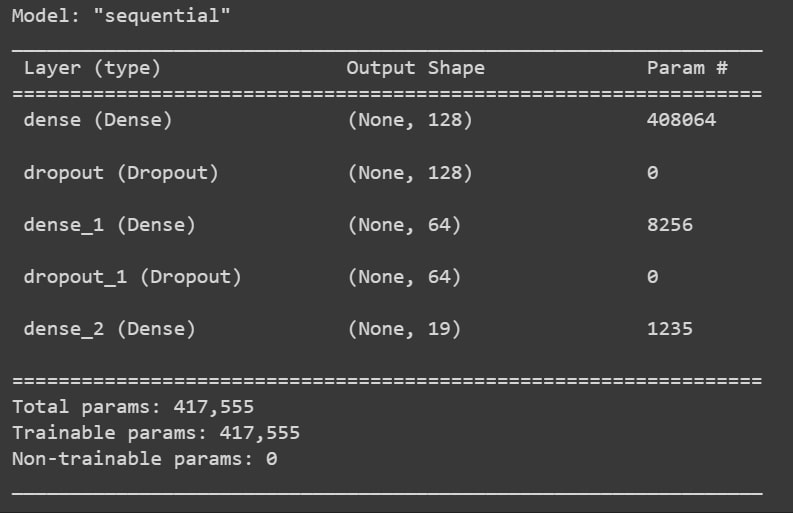 Model: "sequential"
Layer (type) Output Shape Param #
dense (Dense) (None, 128) 408064
dropout (Dropout) (None, 128) 0
dense_1 (Dense) (None, 64) 8256
dropout_1 (Dropout) (None, 64) 0
dense_2 (Dense) (None, 19) 1235
Total params: 417,555
Trainable params: 417,555
Non-trainable params: 0